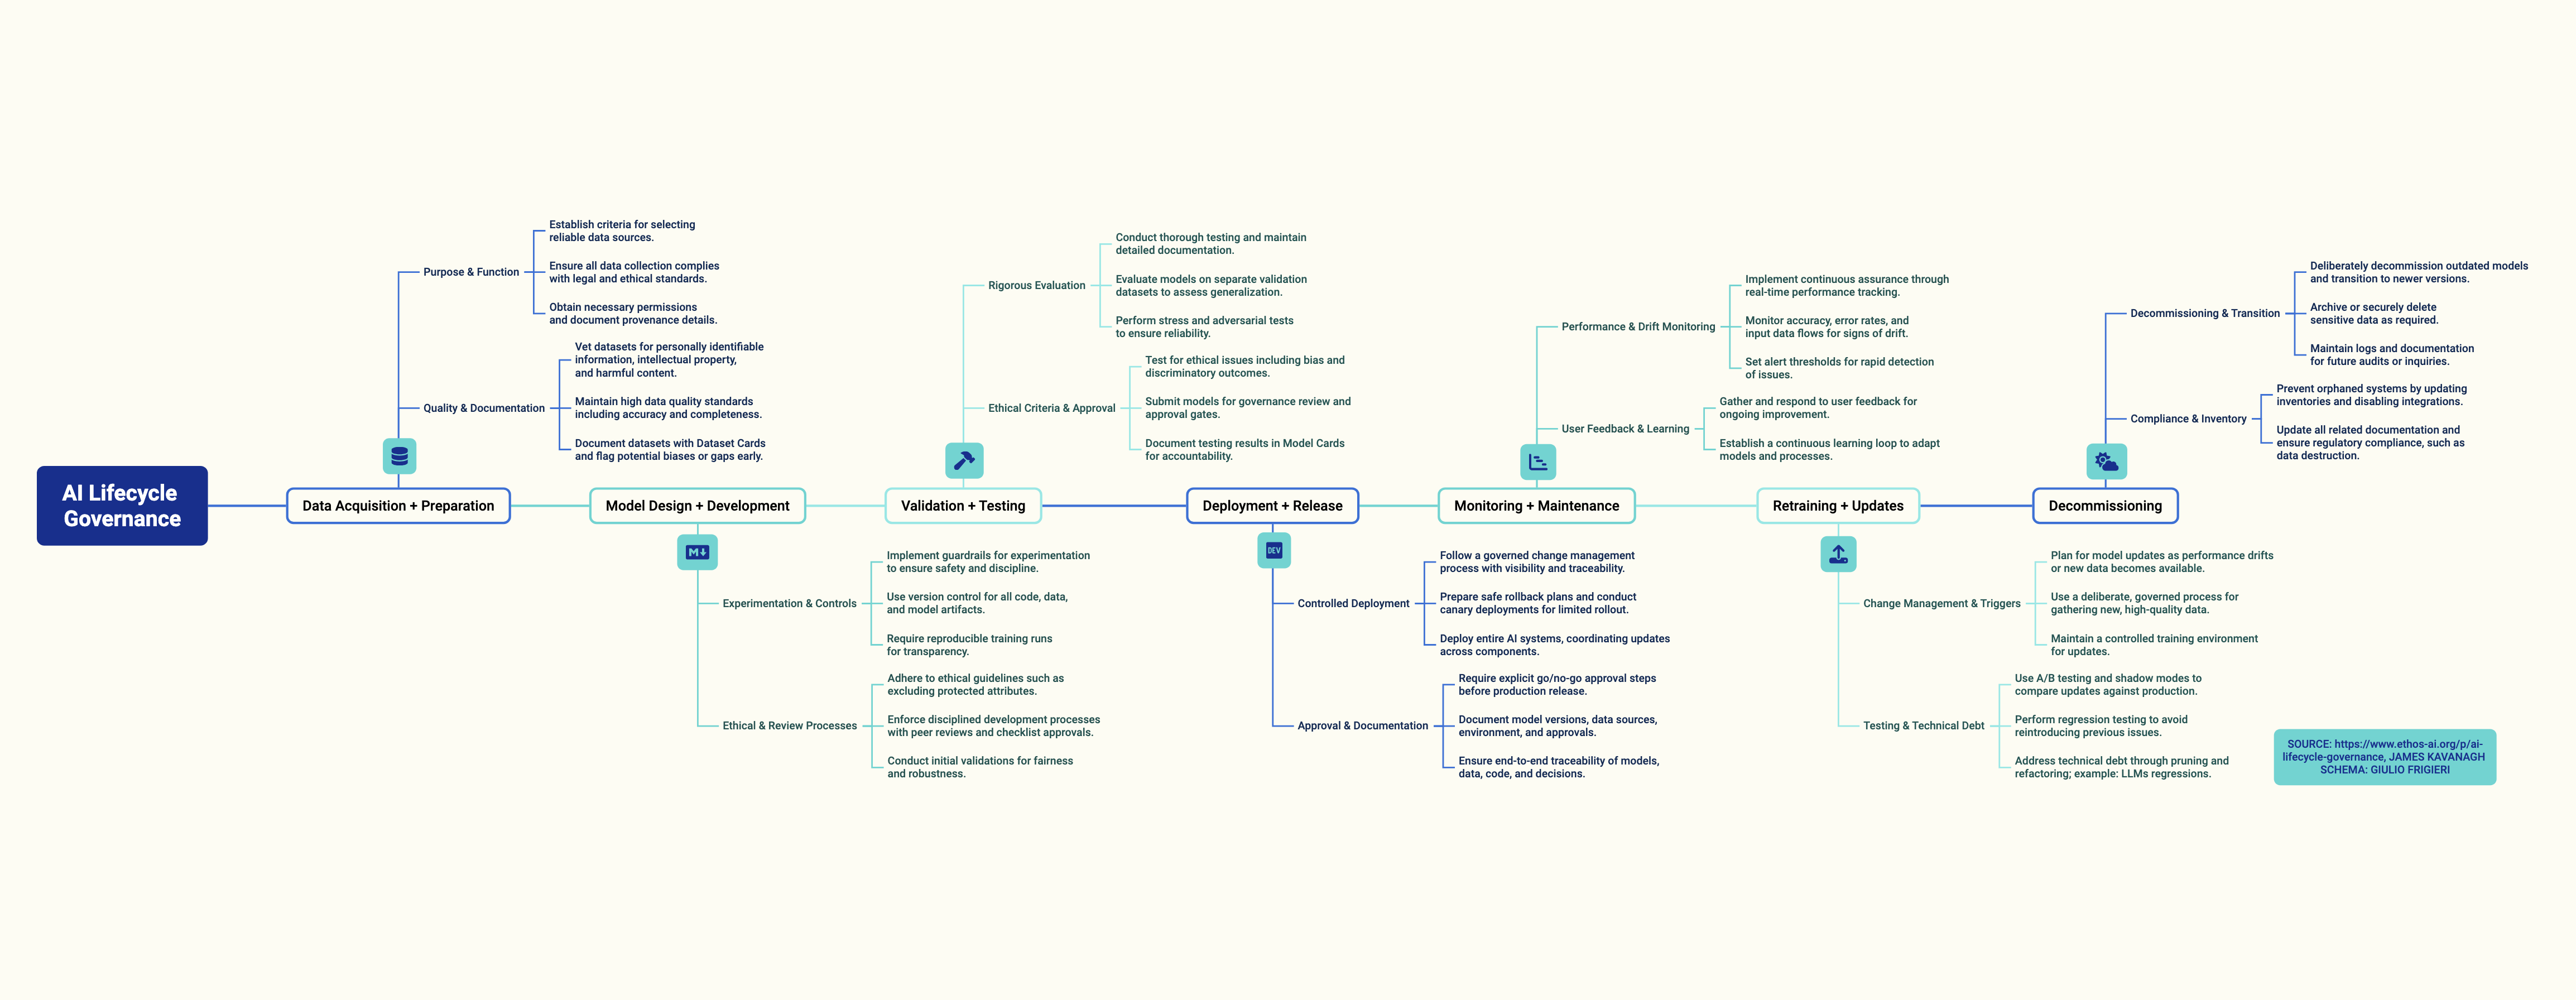 AI Lifecycle
Governance
Data Acquisition + Preparation
Purpose & Function
Establish criteria for selecting
reliable data sources.
Ensure all data collection complies
with legal and ethical standards.
Obtain necessary permissions
and document provenance details.
Quality & Documentation
Vet datasets for personally identifiable
information, intellectual property,
and harmful content.
Maintain high data quality standards
including accuracy and completeness.
Document datasets with Dataset Cards
and flag potential biases or gaps early.
Model Design + Development
M
Experimentation & Controls
Implement guardrails for experimentation
to ensure safety and discipline.
Use version control for all code, data,
and model artifacts.
Require reproducible training runs
for transparency.
Ethical & Review Processes
Adhere to ethical guidelines such as
excluding protected attributes.
Enforce disciplined development processes
with peer reviews and checklist approvals.
Conduct initial validations for fairness
and robustness.
Validation + Testing
Rigorous Evaluation
Conduct thorough testing and maintain
detailed documentation.
Evaluate models on separate validation
datasets to assess generalization.
Perform stress and adversarial tests
to ensure reliability.
Ethical Criteria & Approval
Test for ethical issues including bias and
discriminatory outcomes.
Submit models for governance review and
approval gates.
Document testing results in Model Cards
for accountability.
Deployment + Release
DEV
Controlled Deployment
Follow a governed change management
process with visibility and traceability.
Prepare safe rollback plans and conduct
canary deployments for limited rollout.
Deploy entire AI systems, coordinating updates
across components.
Approval & Documentation
Require explicit go/no-go approval steps
before production release.
Document model versions, data sources,
environment, and approvals.
Ensure end-to-end traceability of models,
data, code, and decisions.
Monitoring + Maintenance
Performance & Drift Monitoring
Implement continuous assurance through
real-time performance tracking.
Monitor accuracy, error rates, and
input data flows for signs of drift.
Set alert thresholds for rapid detection
of issues.
User Feedback & Learning
Gather and respond to user feedback for
ongoing improvement.
Establish a continuous learning loop to adapt
models and processes.
Retraining + Updates
Change Management & Triggers
Plan for model updates as performance drifts
or new data becomes available.
Use a deliberate, governed process for
gathering new, high-quality data.
Maintain a controlled training environment
for updates.
Testing & Technical Debt
Use A/B testing and shadow modes to
compare updates against production.
Perform regression testing to avoid
reintroducing previous issues.
Address technical debt through pruning and
refactoring; example: LLMs regressions.
Decommissioning
Decommissioning & Transition
Deliberately decommission outdated models
and transition to newer versions.
Archive or securely delete
sensitive data as required.
Maintain logs and documentation
for future audits or inquiries.
Compliance & Inventory
Prevent orphaned systems by updating
inventories and disabling integrations.
Update all related documentation and
ensure regulatory compliance, such as
data destruction.
SOURCE: https://www.ethos-ai.org/p/ai-
lifecycle-governance, JAMES KAVANAGH
SCHEMA: GIULIO FRIGIERI